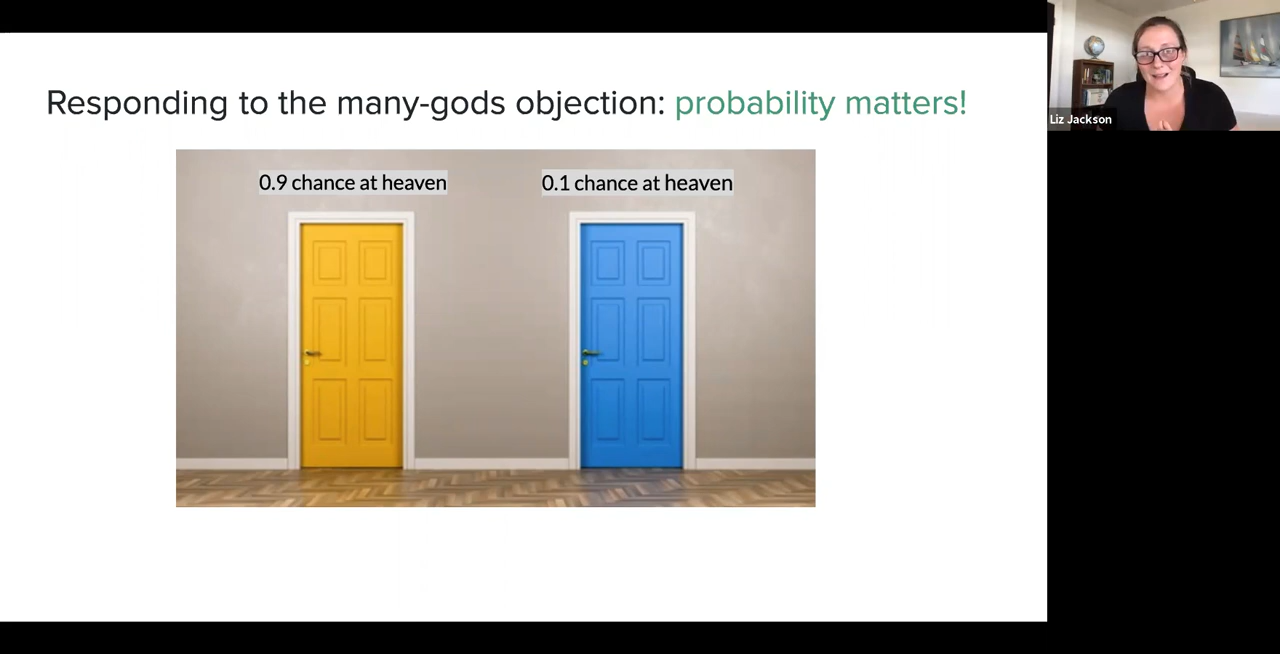 Responding to the many-gods objection: probability matters!
0.9 chance at heaven
0.1 chance at heaven
Liz Jackson